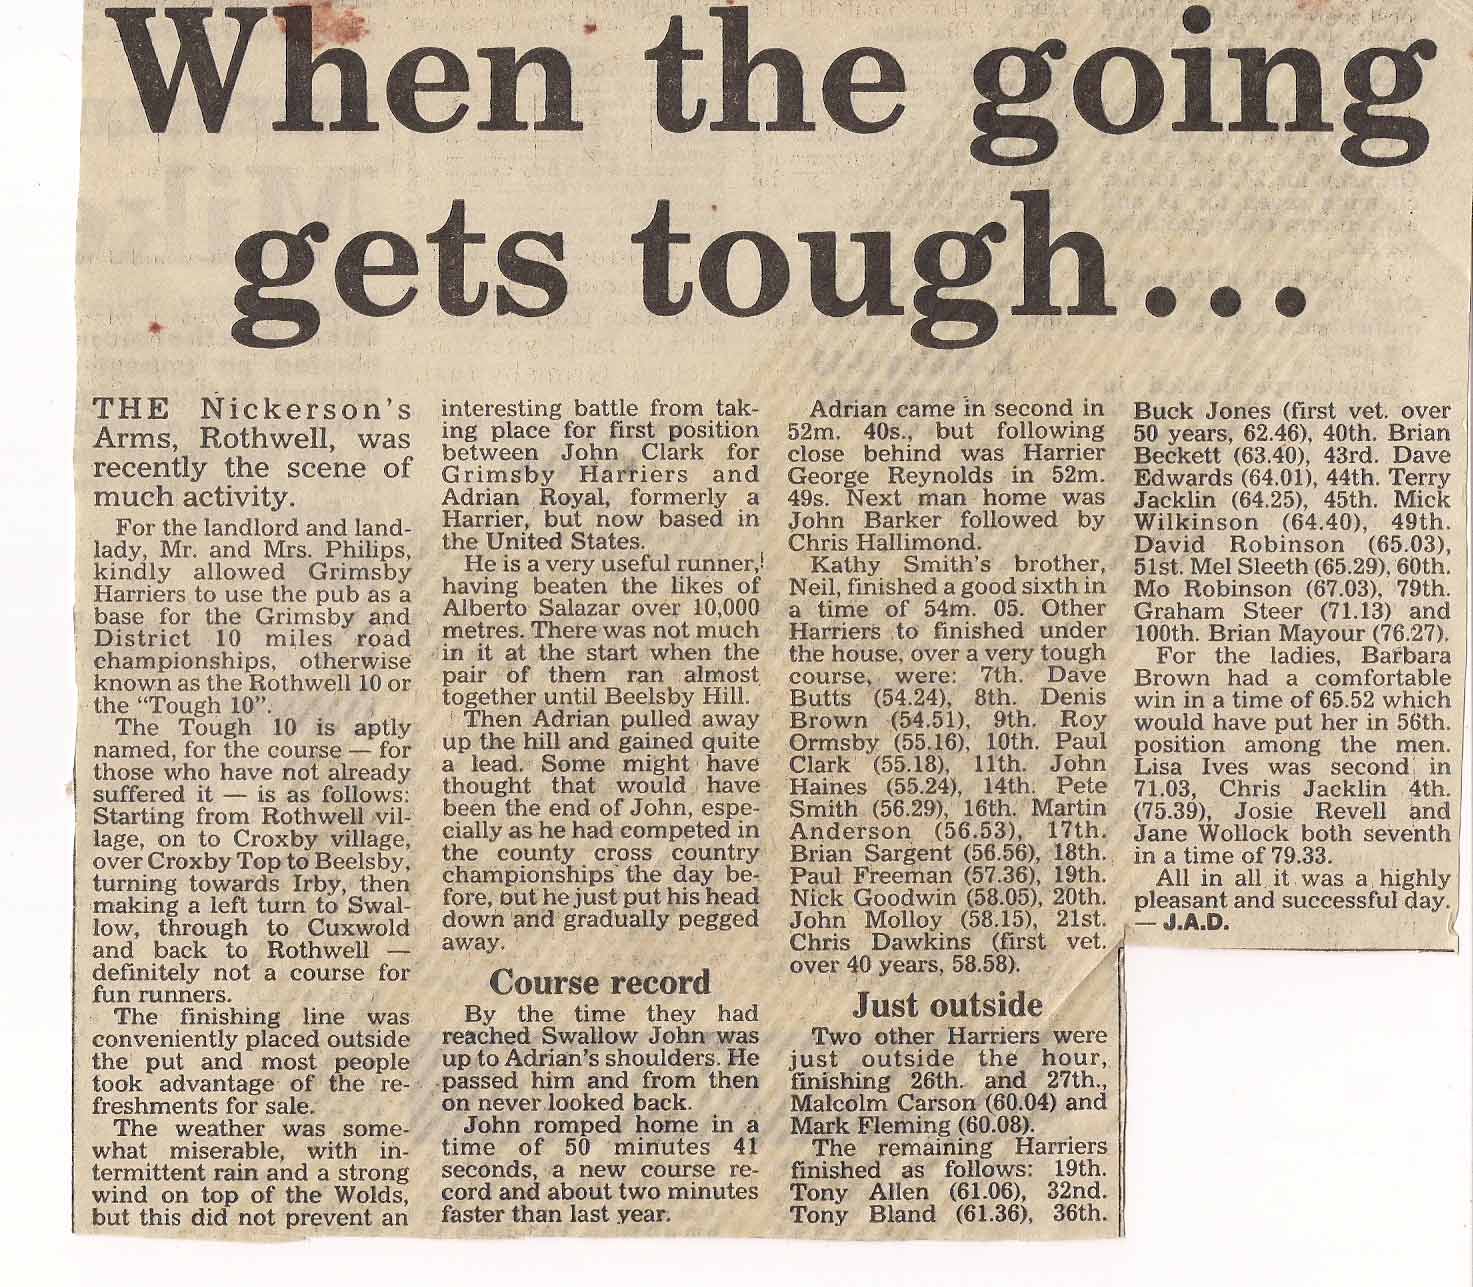 When the going
gets tough...
THE Nickerson's
Arms, Rothwell, was
recently the scene of
much activity.
For the landlord and land-
lady, Mr. and Mrs. Philips,
kindly allowed Grimsby
Harriers to use the pub as a
base for the Grimsby and
District 10 miles road
championships, otherwise
known as the Rothwell 10 or
the "Tough 10".
The Tough 10 is aptly
named, for the course — for
those who have not already
suffered it — is as follows:
Starting from Rothwell vil-
lage, on to Croxby village,
over Croxby Top to Beelsby,
turning towards Irby, then
making a left turn to Swal-
low, through to Cuxwold
and back to Rothwell —
definitely not a course for
fun runners.
The finishing line was
conveniently placed outside
the put and most people
took advantage of the re-
freshments for sale.
The weather was some-
what miserable, with in-
termittent rain and a strong
wind on top of the Wolds,
but this did not prevent an
interesting battle from tak-
ing place for first position
between John Clark for
Grimsby Harriers and
Adrian Royal, formerly a
Harrier, but now based in
the United States.
He is a very useful runner,
having beaten the likes of
Alberto Salazar over 10,000
metres. There was not much
in it at the start when the
pair of them ran almost
together until Beelsby Hill.
Then Adrian pulled away
up the hill and gained quite
a lead. Some might have
thought that would have
been the end of John, espe-
cially as he had competed in
the county cross country
championships the day be-
fore, but he just put his head
down and gradually pegged
away.
Course record
By the time they had
reached Swallow John was
up to Adrian's shoulders. He
passed him and from then
on never looked back.
John romped home in a
time of 50 minutes 41
seconds, a new course re-
cord and about two minutes
faster than last year.
Adrian came in second in
52m. 40s., but following
close behind was Harrier
George Reynolds in 52m.
49s. Next man home was
John Barker followed by
Chris Hallimond.
Kathy Smith's brother,
Neil, finished a good sixth in
a time of 54m. 05. Other
Harriers to finished under
the house, over a very tough
course, were: 7th. Dave
Butts (54.24), 8th. Denis
Brown (54.51), 9th. Roy
Ormsby (55.16), 10th. Paul
Clark (55.18), 11th. John
Haines (55.24), 14th. Pete
Smith (56.29), 16th. Martin
Anderson (56.53), 17th.
Brian Sargent (56.56), 18th.
Paul Freeman (57.36), 19th.
Nick Goodwin (58.05), 20th.
John Molloy (58.15), 21st.
Chris Dawkins (first vet.
over 40 years, 58.58).
Just outside
Two other Harriers were
just outside the hour,
finishing 26th. and 27th.,
Malcolm Carson (60.04) and
Mark Fleming (60.08).
The remaining Harriers
finished as follows: 19th.
Tony Allen (61.06), 32nd.
Tony Bland (61.36), 36th.
Buck Jones (first vet. over
50 years, 62.46), 40th. Brian
Beckett (63.40), 43rd. Dave
Edwards (64.01), 44th. Terry
Jacklin (64.25), 45th. Mick
Wilkinson (64.40), 49th.
David Robinson (65.03),
51st. Mel Sleeth (65.29), 60th.
Mo Robinson (67.03), 79th.
Graham Steer (71.13) and
100th. Brian Mayour (76.27).
For the ladies, Barbara
Brown had a comfortable
win in a time of 65.52 which
would have put her in 56th.
position among the men.
Lisa Ives was second in
71.03, Chris Jacklin 4th.
(75.39), Josie Revell and
Jane Wollock both seventh
in a time of 79.33.
All in all it was a highly
pleasant and successful day.
— J.A.D.